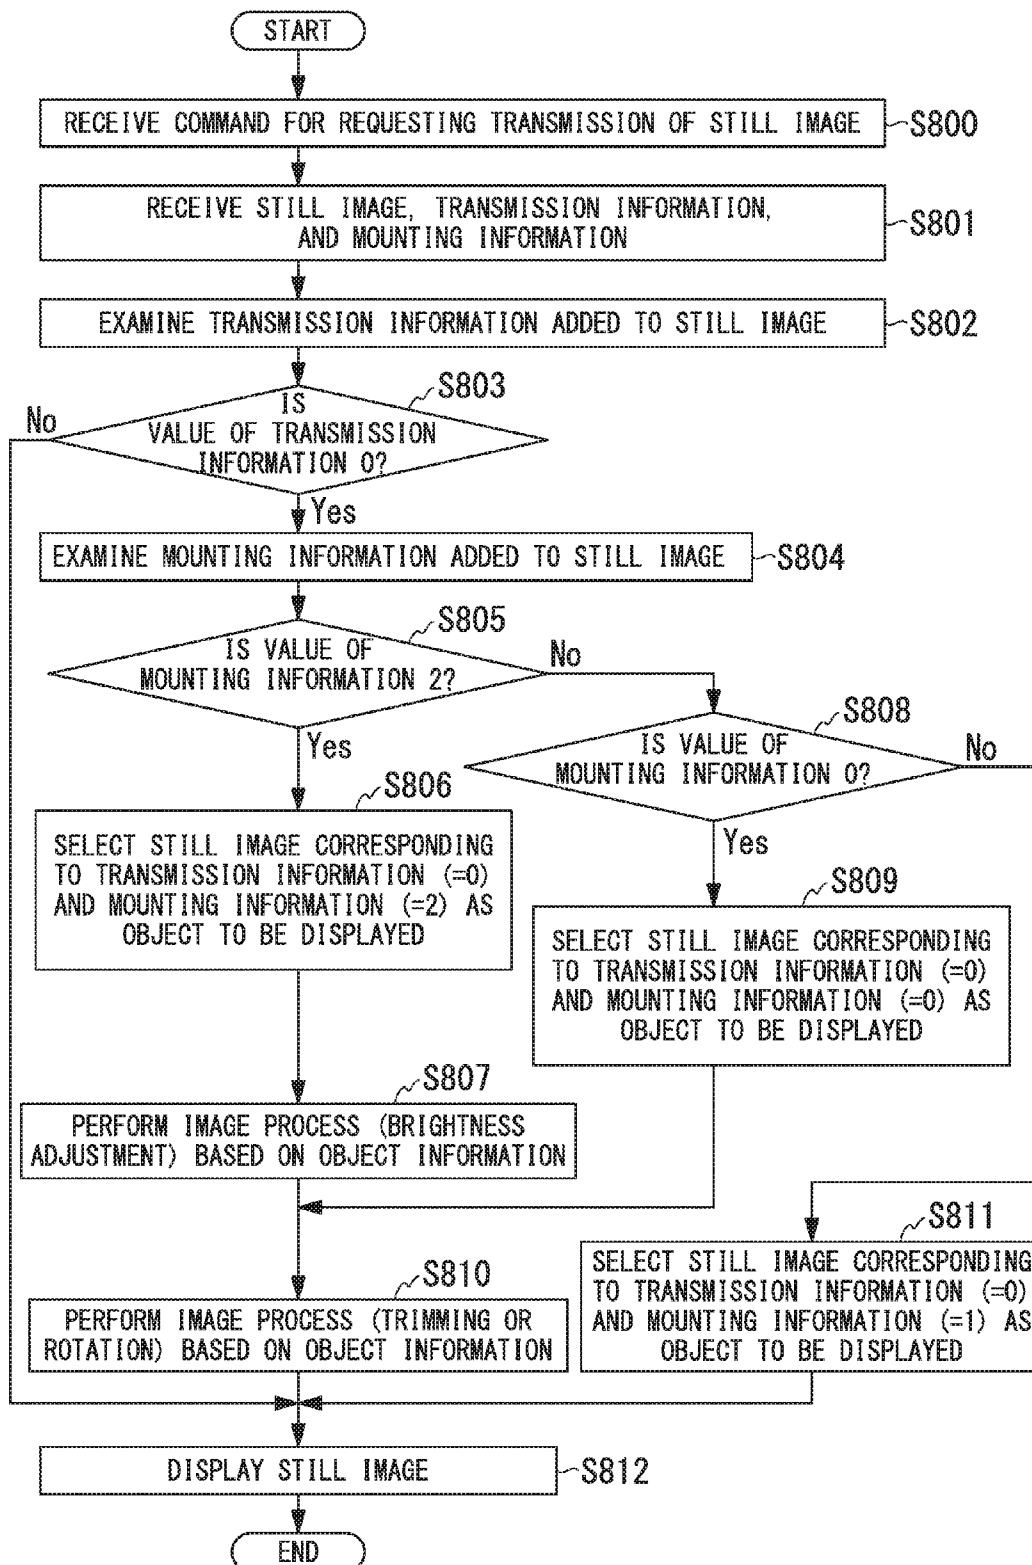 START
RECEIVE COMMAND FOR REQUESTING TRANSMISSION OF STILL IMAGE
S800
RECEIVE STILL IMAGE, TRANSMISSION INFORMATION,
AND MOUNTING INFORMATION
S801
EXAMINE TRANSMISSION INFORMATION ADDED TO STILL IMAGE
S802
S803
IS
VALUE OF TRANSMISSION
INFORMATION 0?
No
Yes
EXAMINE MOUNTING INFORMATION ADDED TO STILL IMAGE
S804
S805
IS VALUE OF
MOUNTING INFORMATION 2?
No
Yes
S808
IS VALUE OF
MOUNTING INFORMATION 0?
No
Yes
S806
SELECT STILL IMAGE CORRESPONDING
TO TRANSMISSION INFORMATION (=0)
AND MOUNTING INFORMATION (=2) AS
OBJECT TO BE DISPLAYED
S809
SELECT STILL IMAGE CORRESPONDING
TO TRANSMISSION INFORMATION (=0)
AND MOUNTING INFORMATION (=0) AS
OBJECT TO BE DISPLAYED
S807
PERFORM IMAGE PROCESS (BRIGHTNESS
ADJUSTMENT) BASED ON OBJECT INFORMATION
S811
SELECT STILL IMAGE CORRESPONDING
TO TRANSMISSION INFORMATION (=0)
AND MOUNTING INFORMATION (=1) AS
OBJECT TO BE DISPLAYED
S810
PERFORM IMAGE PROCESS (TRIMMING OR
ROTATION) BASED ON OBJECT INFORMATION
DISPLAY STILL IMAGE
S812
END